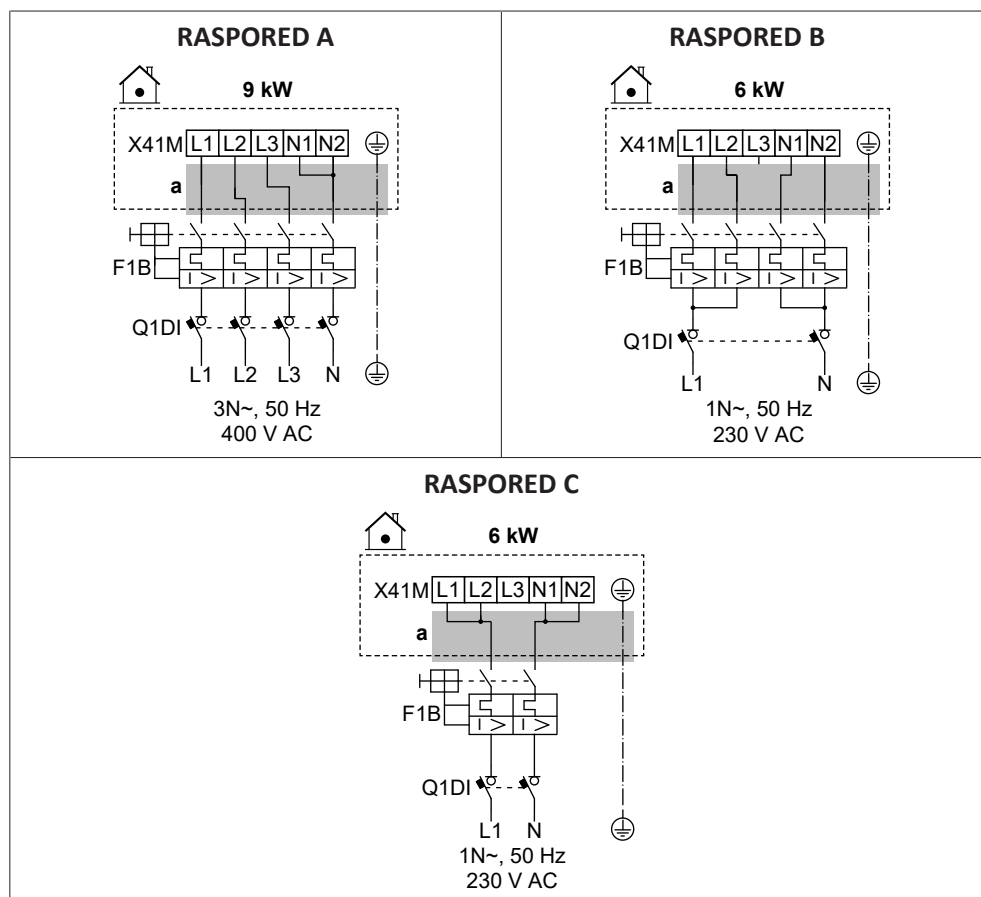 RASPORED A
9 kW
X41M L1 L2 L3 N1 N2
a
F1B
I >
I >
I >
I >
Q1DI
L1 L2 L3 N
3N~, 50 Hz
400 V AC
RASPORED B
6 kW
X41M L1 L2 L3 N1 N2
a
F1B
I >
I >
I >
I >
Q1DI
L1 N
1N~, 50 Hz
230 V AC
RASPORED C
6 kW
X41M L1 L2 L3 N1 N2
a
F1B
I >
I >
Q1DI
L1 N
1N~, 50 Hz
230 V AC